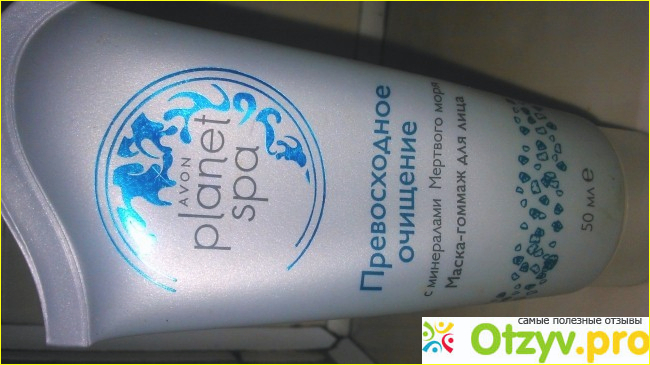 AVON
planet
spa
Превосходное
очищение
с минералами Мертвого моря
Маска-гоммаж для лица
50 мл е
самые полезные отзывы
Otzyv.pro